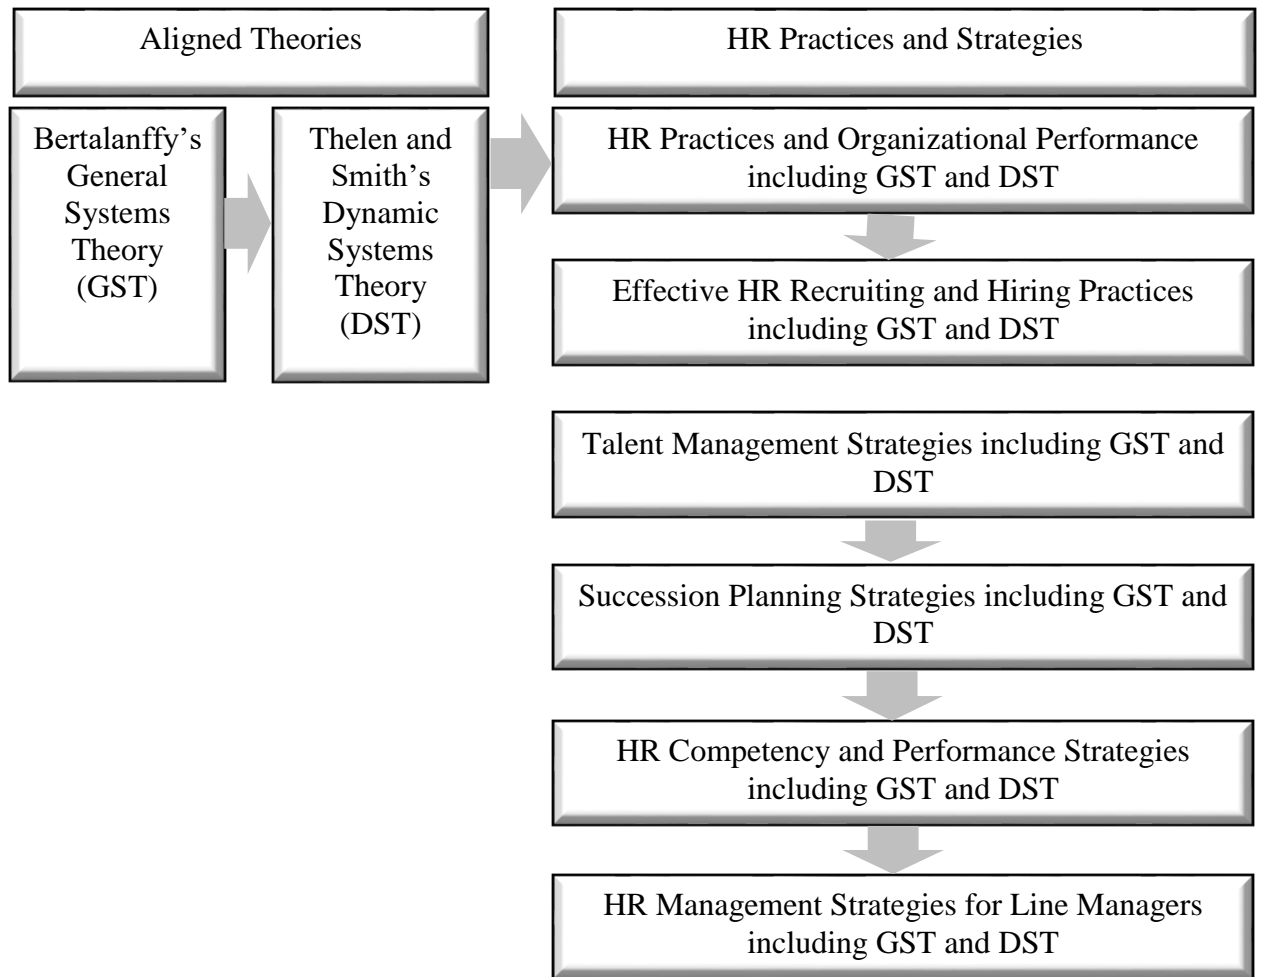 Aligned Theories
HR Practices and Strategies
Bertalanffy’s
General
Systems
Theory
(GST)
Thelen and
Smith’s
Dynamic
Systems
Theory
(DST)
HR Practices and Organizational Performance
including GST and DST
Effective HR Recruiting and Hiring Practices
including GST and DST
Talent Management Strategies including GST and
DST
Succession Planning Strategies including GST and
DST
HR Competency and Performance Strategies
including GST and DST
HR Management Strategies for Line Managers
including GST and DST